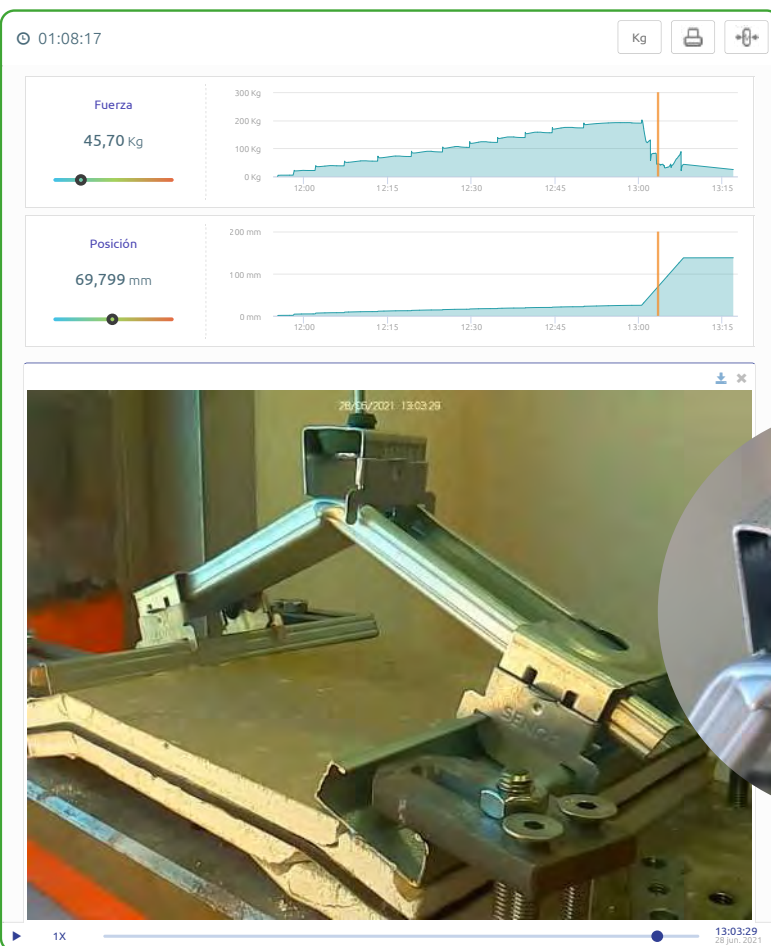 01:08:17
Kg
Fuerza
45,70 Kg
300 Kg
200 Kg
100 Kg
0 Kg
12:00 12:15 12:30 12:45 13:00 13:15
Posición
69,799 mm
200 mm
100 mm
0 mm
12:00 12:15 12:30 12:45 13:00 13:15
28/06/2021 13:03:29
1X
13:03:29
28 jun. 2021